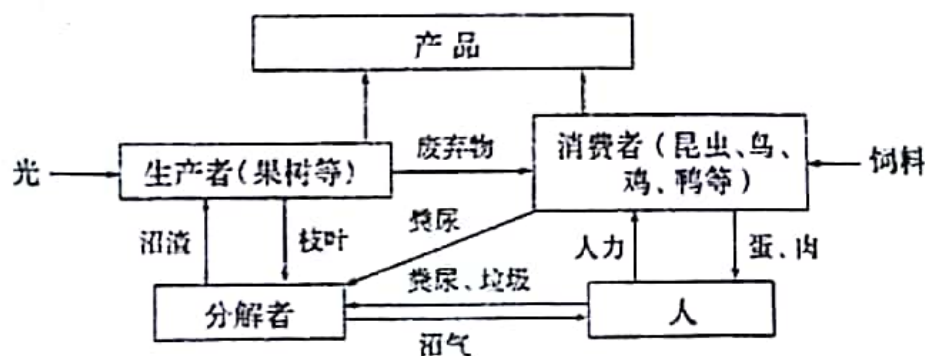 产品
光
生产者(果树等)
废弃物
消费者(昆虫、鸟、
鸡、鸭等)
饲料
沼渣
枝叶
粪尿
人力
蛋、肉
分解者
粪尿、垃圾
沼气
人